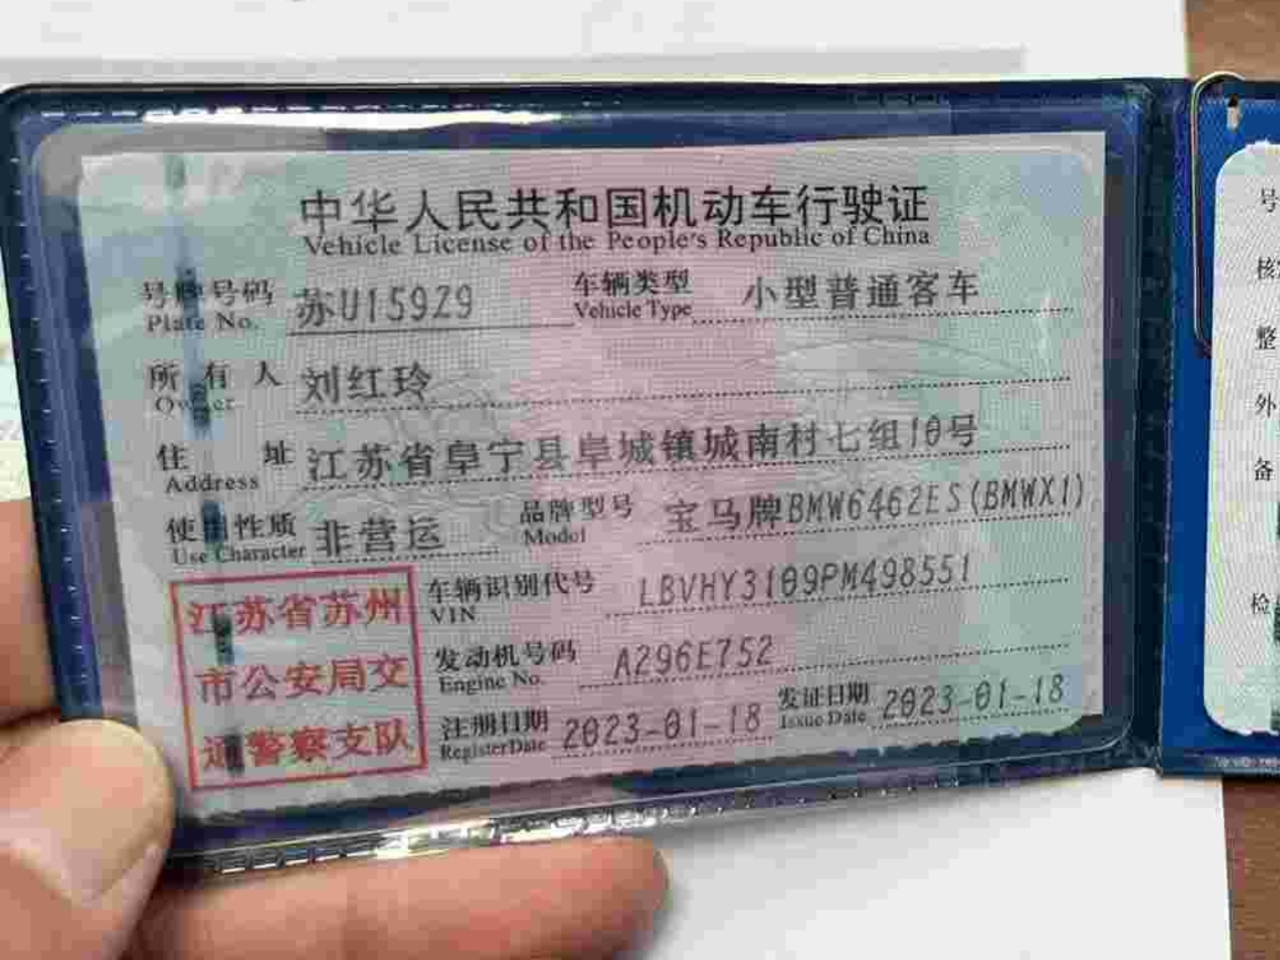 中华人民共和国机动车行驶证
Vehicle License of the People's Republic of China
号牌号码 苏U159Z9 车辆类型 小型普通客车
Plate No. Vehicle Type
所有人 刘红玲
Owner
住址 江苏省阜宁县阜城镇城南村七组10号
Address
使用性质 非营运 品牌型号 宝马牌BMW6462ES(BMWX1)
Use Character Model
江苏省苏州
市公安局交
通警察支队
车辆识别代号 LBVHY3109PM498551
VIN
发动机号码 A296E752
Engine No.
注册日期 2023-01-18 发证日期 2023-01-18
Register Date Issue Date
号
核
整
外
备
检